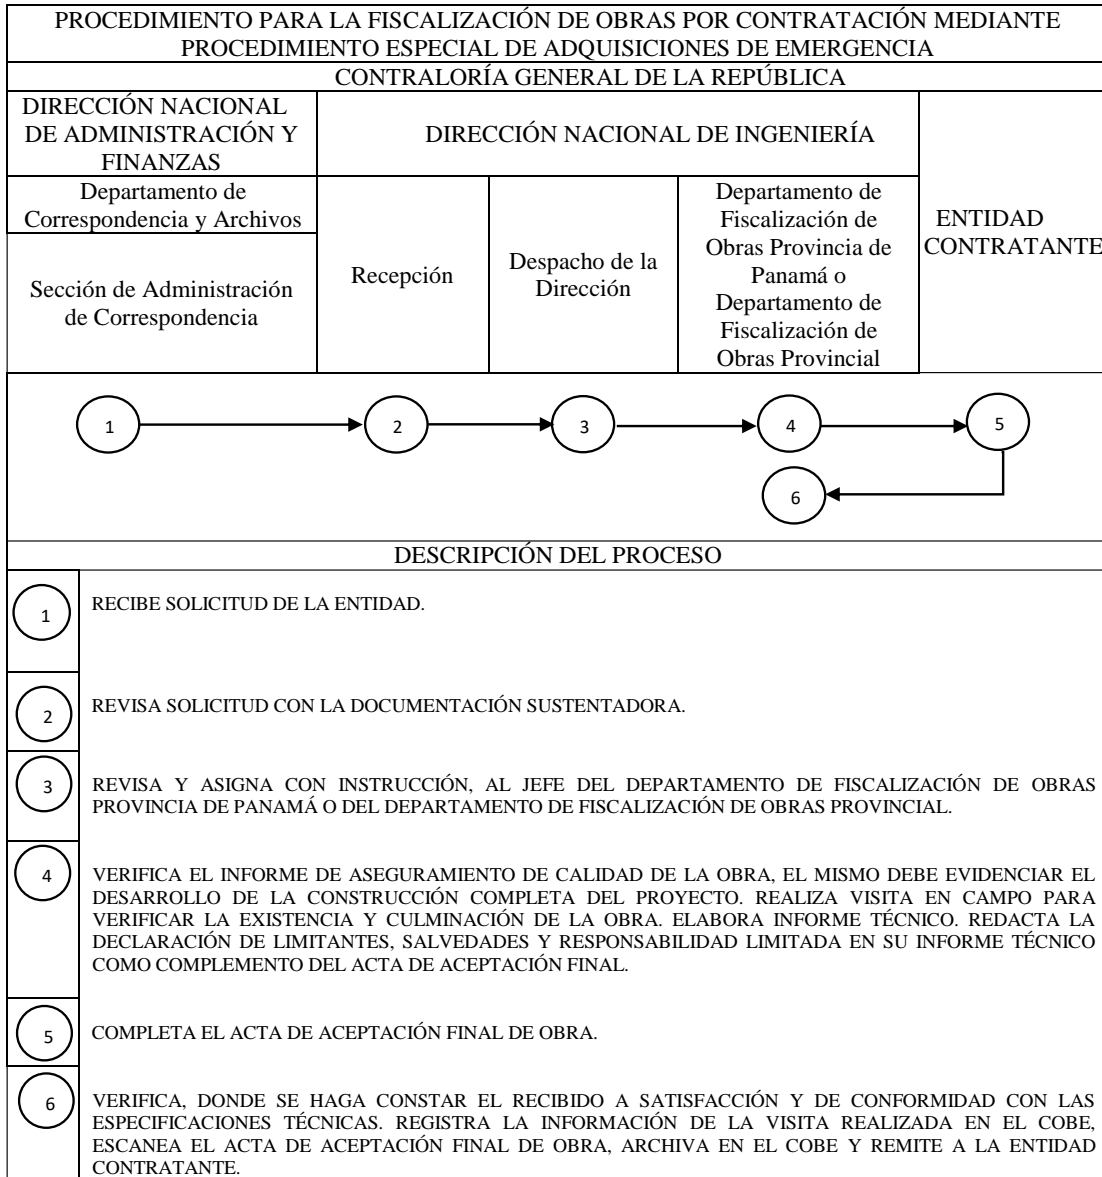 PROCEDIMIENTO PARA LA FISCALIZACIÓN DE OBRAS POR CONTRATACIÓN MEDIANTE
PROCEDIMIENTO ESPECIAL DE ADQUISICIONES DE EMERGENCIA
CONTRALORÍA GENERAL DE LA REPÚBLICA
DIRECCIÓN NACIONAL
DE ADMINISTRACIÓN Y
FINANZAS
DIRECCIÓN NACIONAL DE INGENIERÍA
ENTIDAD
CONTRATANTE
Departamento de
Correspondencia y Archivos
Sección de Administración
de Correspondencia
Recepción
Despacho de la
Dirección
Departamento de
Fiscalización de
Obras Provincia de
Panamá o
Departamento de
Fiscalización de
Obras Provincial
1
2
3
4
5
6
DESCRIPCIÓN DEL PROCESO
1
RECIBE SOLICITUD DE LA ENTIDAD.
2
REVISA SOLICITUD CON LA DOCUMENTACIÓN SUSTENTADORA.
3
REVISA Y ASIGNA CON INSTRUCCIÓN, AL JEFE DEL DEPARTAMENTO DE FISCALIZACIÓN DE OBRAS
PROVINCIA DE PANAMÁ O DEL DEPARTAMENTO DE FISCALIZACIÓN DE OBRAS PROVINCIAL.
4
VERIFICA EL INFORME DE ASEGURAMIENTO DE CALIDAD DE LA OBRA, EL MISMO DEBE EVIDENCIAR EL
DESARROLLO DE LA CONSTRUCCIÓN COMPLETA DEL PROYECTO. REALIZA VISITA EN CAMPO PARA
VERIFICAR LA EXISTENCIA Y CULMINACIÓN DE LA OBRA. ELABORA INFORME TÉCNICO. REDACTA LA
DECLARACIÓN DE LIMITANTES, SALVEDADES Y RESPONSABILIDAD LIMITADA EN SU INFORME TÉCNICO
COMO COMPLEMENTO DEL ACTA DE ACEPTACIÓN FINAL.
5
COMPLETA EL ACTA DE ACEPTACIÓN FINAL DE OBRA.
6
VERIFICA, DONDE SE HAGA CONSTAR EL RECIBIDO A SATISFACCIÓN Y DE CONFORMIDAD CON LAS
ESPECIFICACIONES TÉCNICAS. REGISTRA LA INFORMACIÓN DE LA VISITA REALIZADA EN EL COBE,
ESCANEA EL ACTA DE ACEPTACIÓN FINAL DE OBRA, ARCHIVA EN EL COBE Y REMITE A LA ENTIDAD
CONTRATANTE.